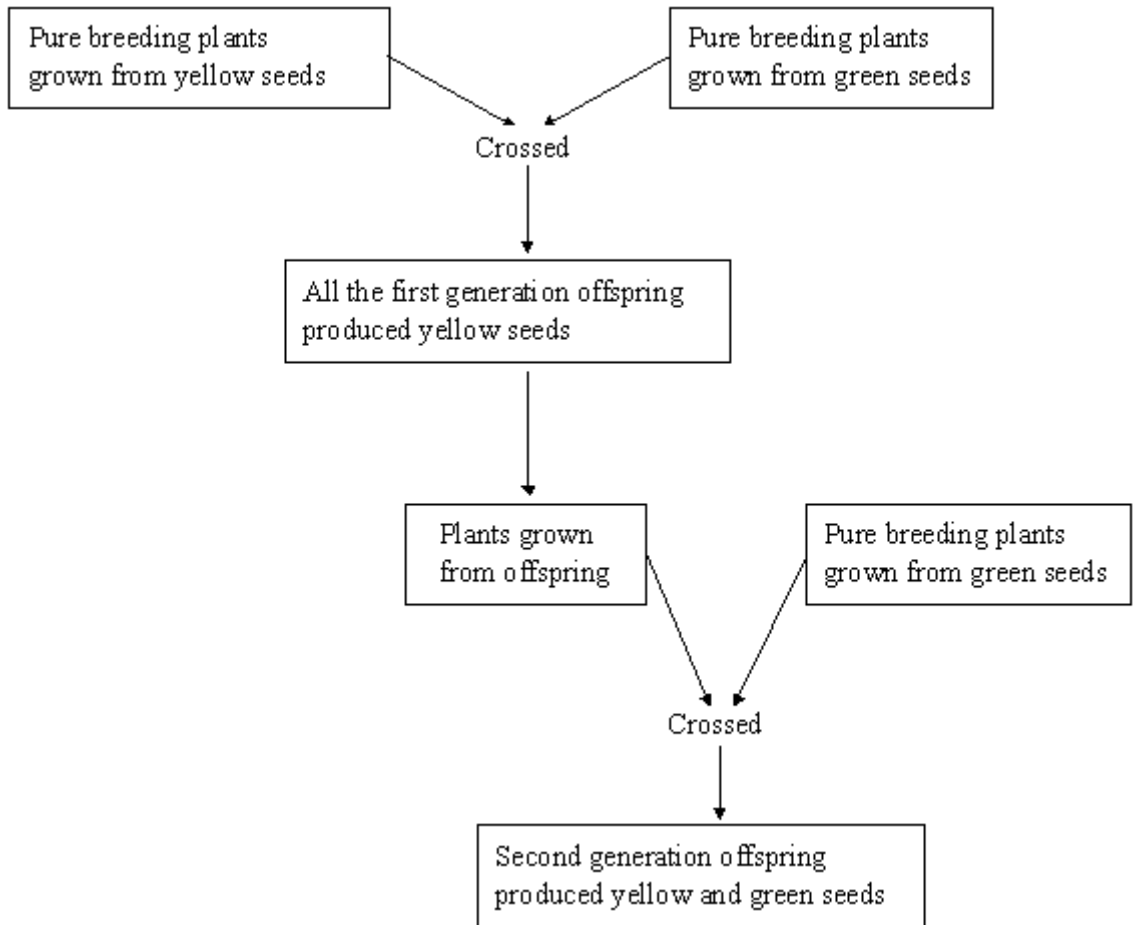 Pure breeding plants
grown from yellow seeds
Pure breeding plants
grown from green seeds
Crossed
All the first generation offspring
produced yellow seeds
Plants grown
from offspring
Pure breeding plants
grown from green seeds
Crossed
Second generation offspring
produced yellow and green seeds